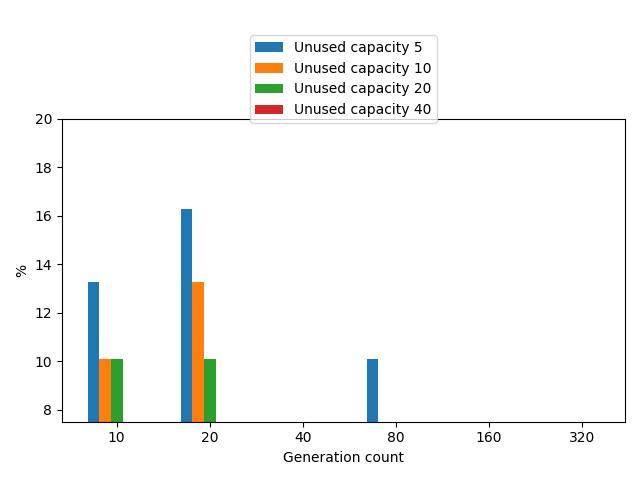 Unused capacity 5
Unused capacity 10
Unused capacity 20
Unused capacity 40
20
18
16
14
12
10
8
%
10 20 40 80 160 320
Generation count